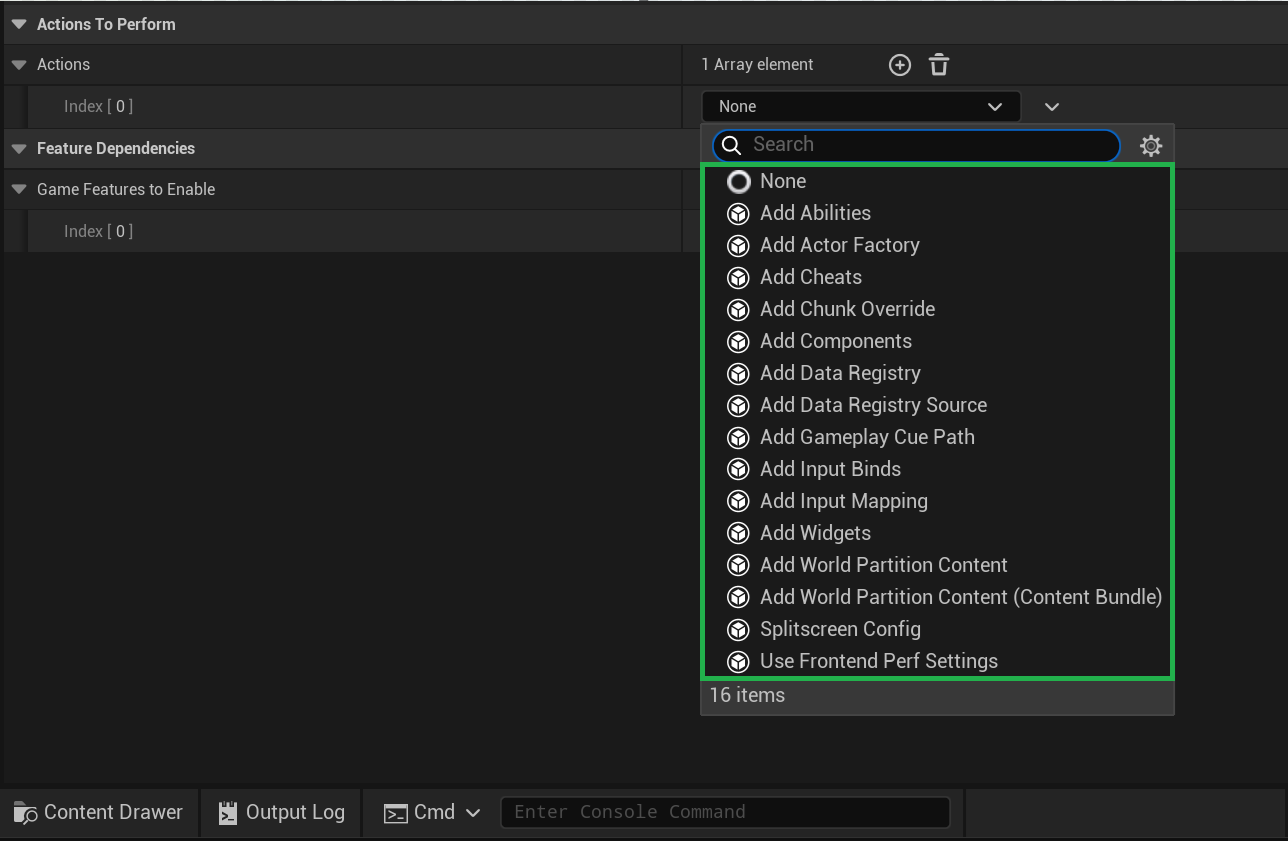 Actions To Perform
Actions 1 Array element
Index [ 0 ] None
Feature Dependencies Search
Game Features to Enable None
Index [ 0 ] Add Abilities
Add Actor Factory
Add Cheats
Add Chunk Override
Add Components
Add Data Registry
Add Data Registry Source
Add Gameplay Cue Path
Add Input Binds
Add Input Mapping
Add Widgets
Add World Partition Content
Add World Partition Content (Content Bundle)
Splitscreen Config
Use Frontend Perf Settings
16 items
Content Drawer Output Log Cmd Enter Console Command